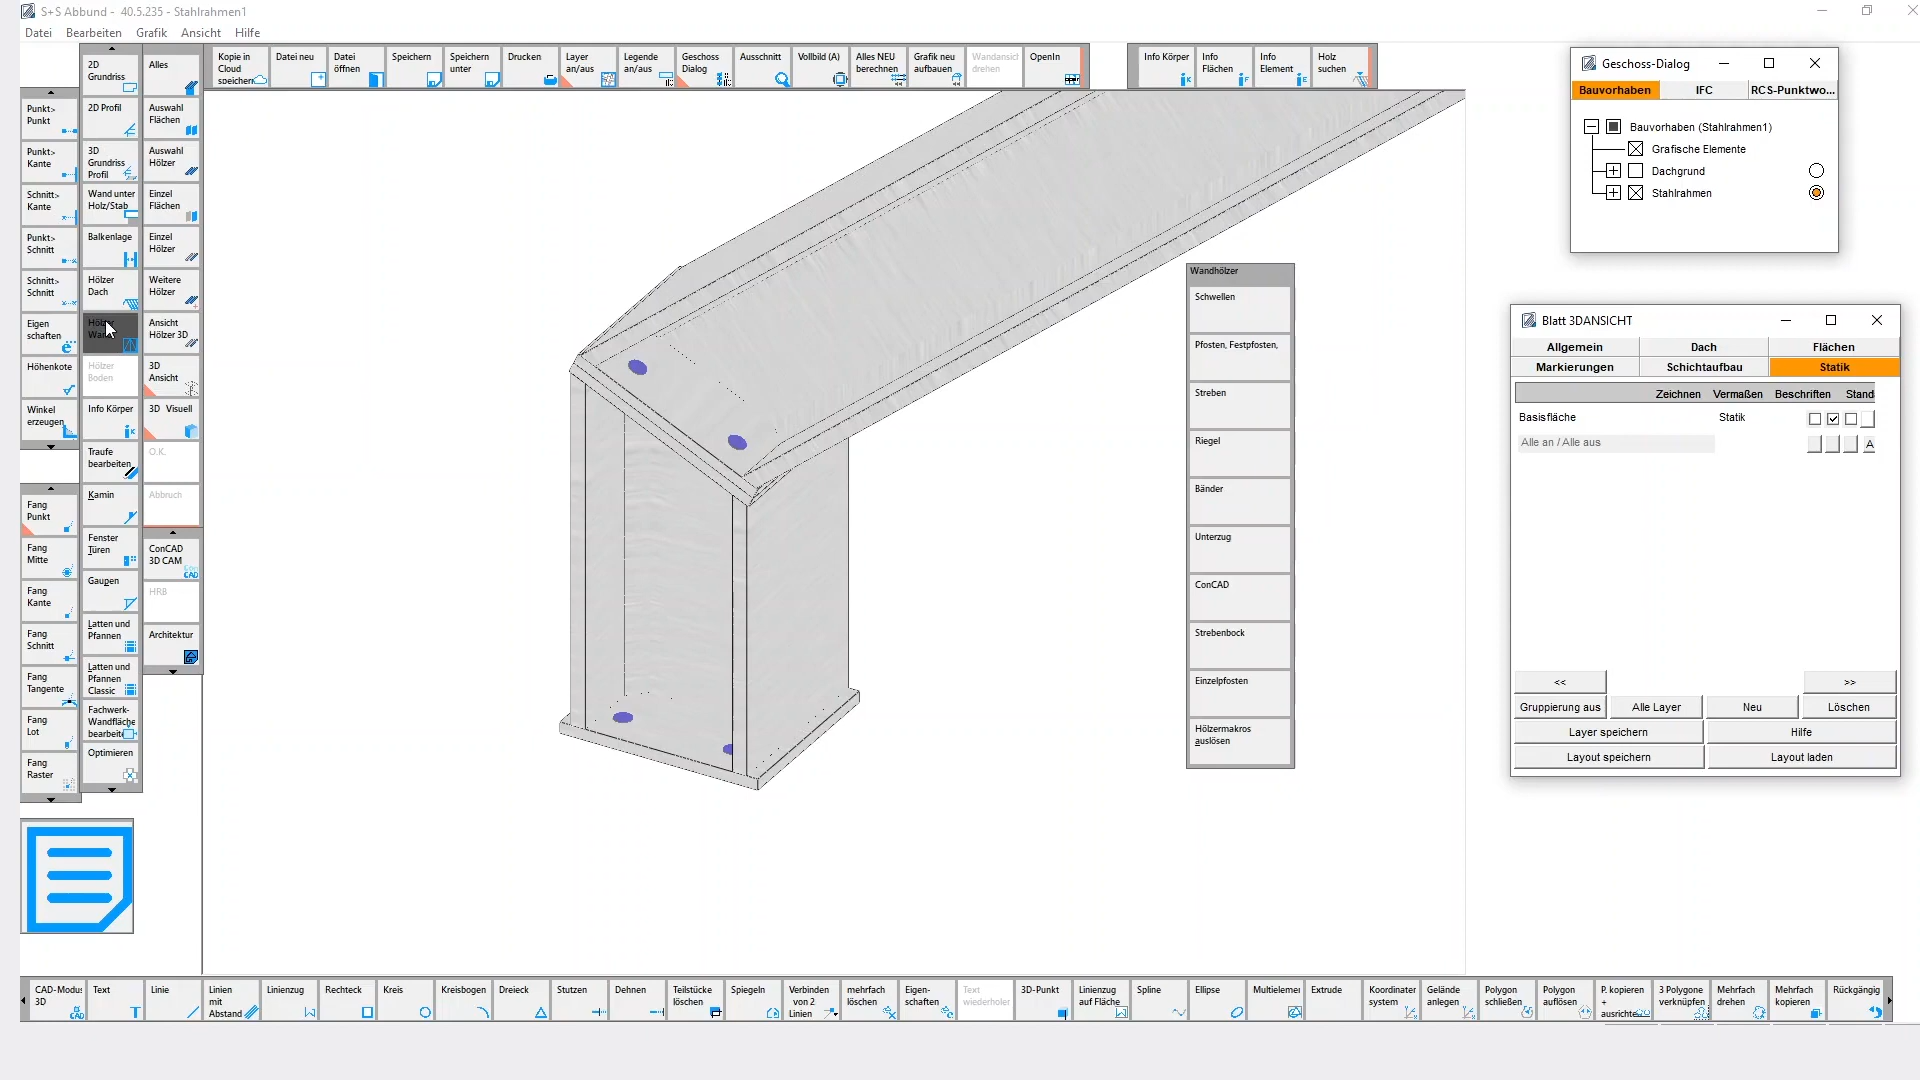 S+S Abbund - 40.5.235 - Stahlrahmen1
Datei Bearbeiten Grafik Ansicht Hilfe
Kopie in
Cloud
speichern
Datei neu
Datei
öffnen
Speichern
Speichern
unter
Drucken
Layer
an/aus
Legende
an/aus
Geschoss
Dialog
Ausschnitt
Vollbild (A)
Alles NEU
berechnen
Grafik neu
aufbauen
Wandansicht
drehen
OpenIn
Info Körper
Info
Flächen
Info
Element
Holz
suchen
Punkt>
Punkt
Punkt>
Kante
Schnitt>
Kante
Punkt>
Schnitt
Schnitt>
Schnitt
Eigen
schaften
Höhenkote
Winkel
erzeugen
Fang
Punkt
Fang
Mitte
Fang
Kante
Fang
Schnitt
Fang
Tangente
Fang
Lot
Fang
Raster
2D
Grundriss
2D Profil
3D
Grundriss
Profil
Wand unter
Holz/Stab
Balkenlage
Hölzer
Dach
Hölzer
Wand
Hölzer
Boden
Info Körper
Traufe
bearbeiten
Kamin
Fenster
Türen
Gaupen
Latten und
Pfannen
Latten und
Pfannen
Classic
Fachwerk-
Wandfläche
bearbeit
Optimieren
Alles
Auswahl
Flächen
Auswahl
Hölzer
Einzel
Flächen
Einzel
Hölzer
Weitere
Hölzer
Ansicht
Hölzer 3D
3D
Ansicht
3D Visuell
O.K.
Abbruch
ConCAD
3D CAM
HRB
Architektur
Wandhölzer
Schwellen
Pfosten, Festpfosten,
Streben
Riegel
Bänder
Unterzug
ConCAD
Strebenbock
Einzelpfosten
Hölzermakros
auslösen
Geschoss-Dialog
Bauvorhaben IFC RCS-Punktwo...
Bauvorhaben (Stahlrahmen1)
Grafische Elemente
Dachgrund
Stahlrahmen
Blatt 3DANSICHT
Allgemein Dach Flächen
Markierungen Schichtaufbau Statik
Zeichnen Vermaßen Beschriften Stand
Basisfläche Statik
Alle an / Alle aus A
<< >>
Gruppierung aus Alle Layer Neu Löschen
Layer speichern Hilfe
Layout speichern Layout laden
CAD-Modus
3D
Text
Linie
Linien
mit
Abstand
Linienzug
Rechteck
Kreis
Kreisbogen
Dreieck
Stutzen
Dehnen
Teilstücke
löschen
Spiegeln
Verbinden
von 2
Linien
mehrfach
löschen
Eigen-
schaften
Text
wiederholen
3D-Punkt
Linienzug
auf Fläche
Spline
Ellipse
Multielemen
Extrude
Koordinaten
system
Gelände
anlegen
Polygon
schließen
Polygon
auflösen
P. kopieren
+
ausrichten
3 Polygone
verknüpfen
Mehrfach
drehen
Mehrfach
kopieren
Rückgängig